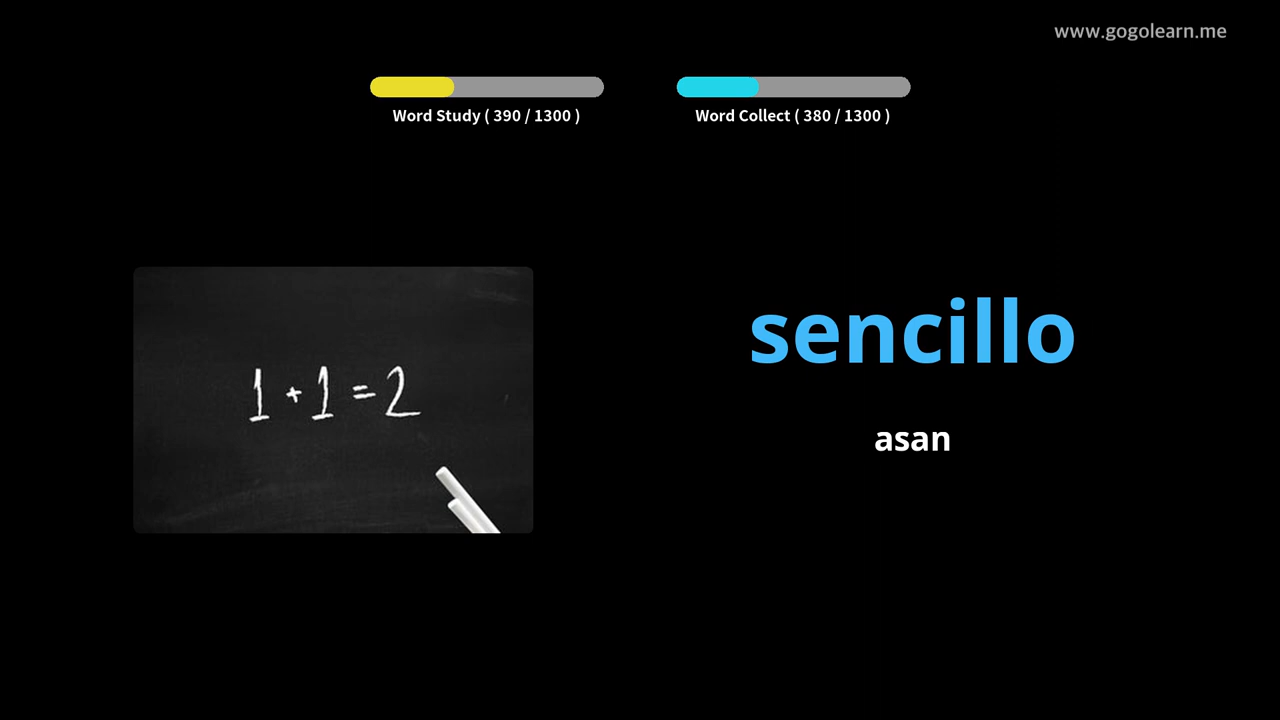 www.gogolearn.me
Word Study ( 390 / 1300 )
Word Collect ( 380 / 1300 )
1 + 1 = 2
sencillo
asan